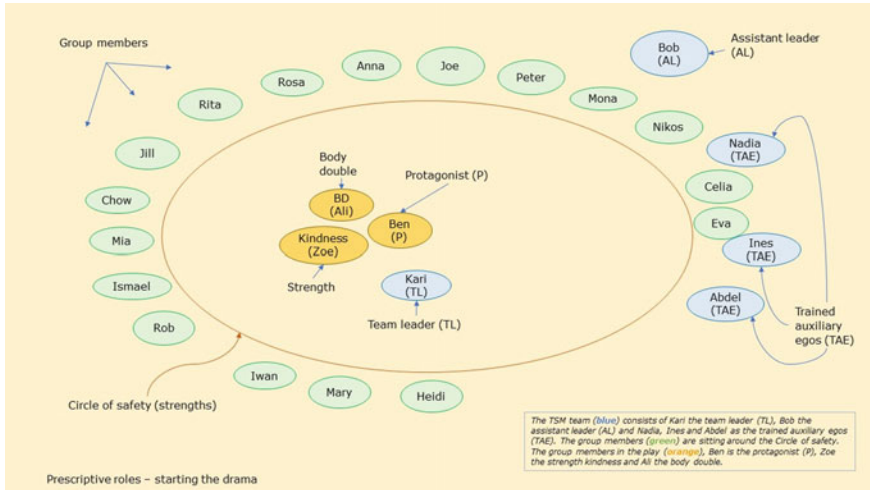 Group members
Anna
Joe
Peter
Rosa
Rita
Mona
Nikos
Bob
(AL)
Assistant leader
(AL)
Jill
Chow
Mia
Ismael
Rob
Body
double
BD
(Ali)
Protagonist (P)
Ben
(P)
Kindness
(Zoe)
Strength
Kari
(TL)
Team leader (TL)
Nadia
(TAE)
Celia
Eva
Ines
(TAE)
Abdel
(TAE)
Trained
auxiliary
egos (TAE)
Iwan
Mary
Heidi
Circle of safety (strengths)
The TSM team (blue) consists of Kari the team leader (TL), Bob the
assistant leader (AL) and Nadia, Ines and Abdel as the trained auxiliary egos
(TAE). The group members (green) are sitting around the Circle of safety.
The group members in the play (orange), Ben is the protagonist (P), Zoe
the strength kindness and Ali the body double.
Prescriptive roles – starting the drama